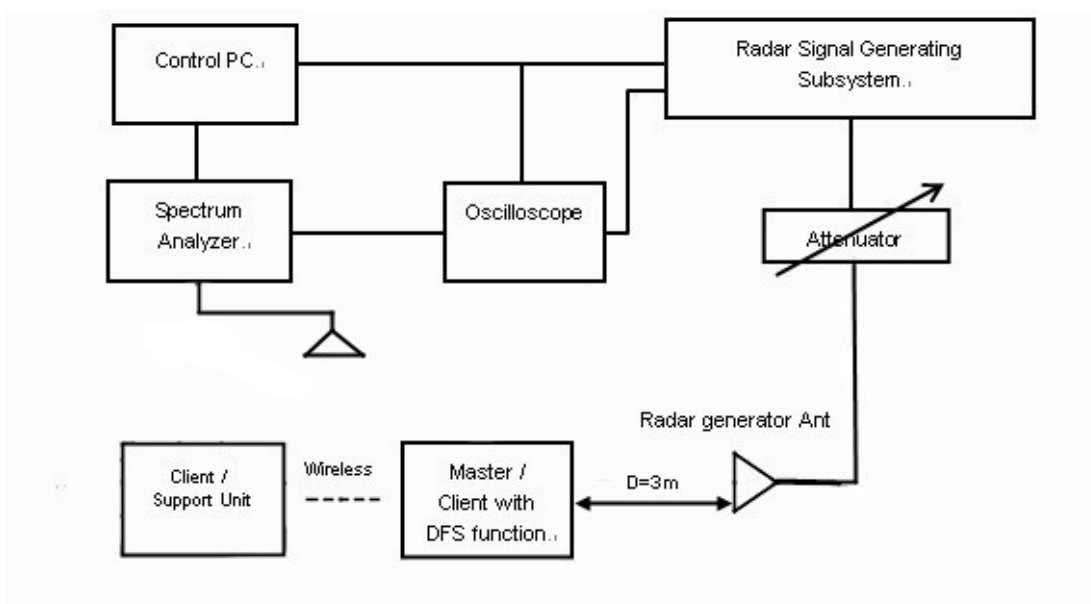 Control PC.
Radar Signal Generating
Subsystem.
Spectrum
Analyzer.
Oscilloscope
Attenuator
Radar generator Ant
Client /
Support Unit
Wireless
Master /
Client with
DFS function.
D=3m